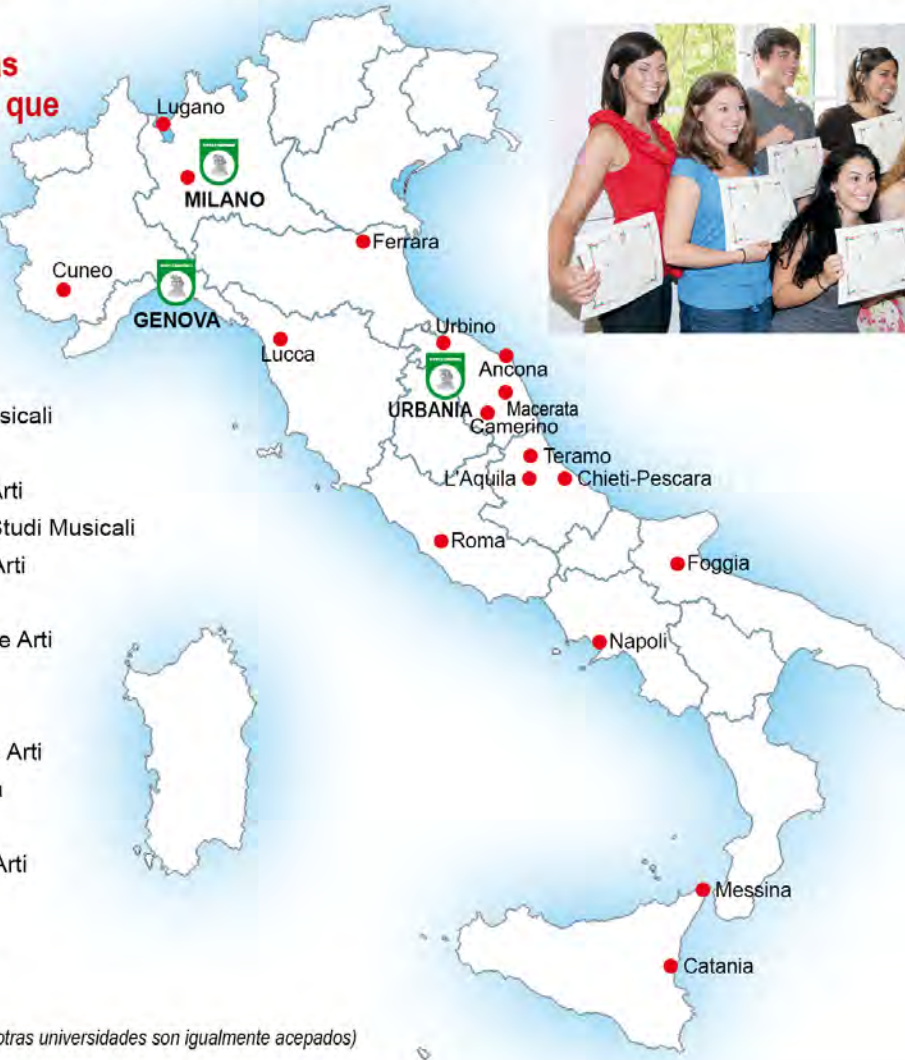 que
Lugano
MILANO
Ferrara
Cuneo
GENOVA
Lucca
Urbino
Ancona
URBANIA
Macerata
Camerino
Teramo
L'Aquila
Chieti-Pescara
Arti
Studi Musicali
Roma
Arti
Foggia
e Arti
Napoli
Arti
Arti
Messina
Catania
otras universidades son igualmente acepados)